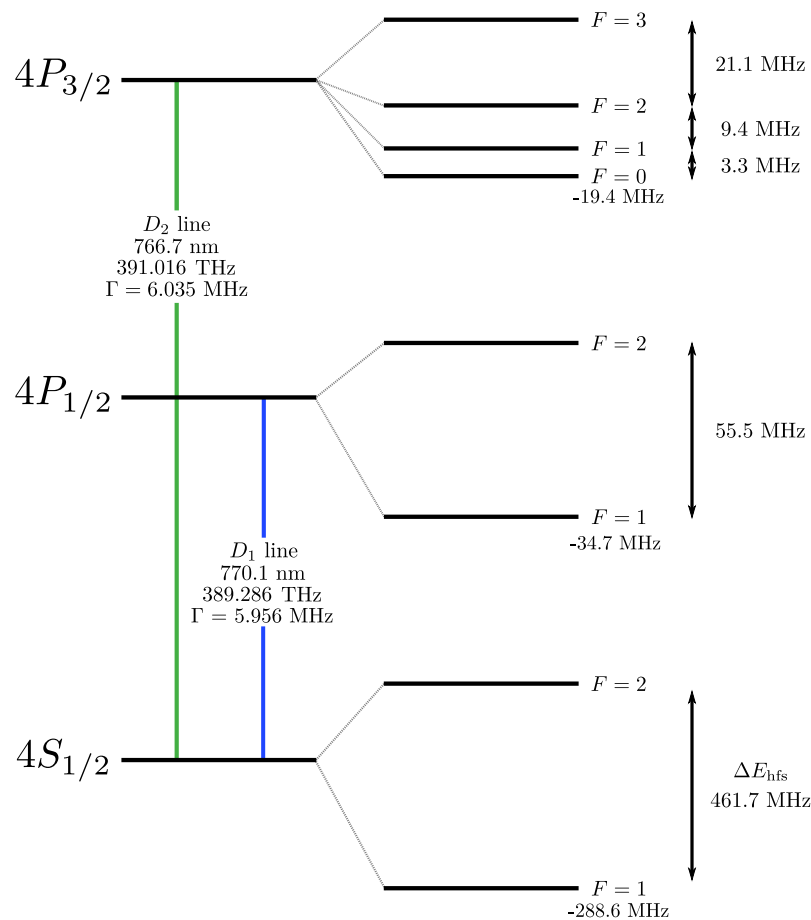 F = 3
4P3/2
21.1 MHz
F = 2
9.4 MHz
F = 1
3.3 MHz
F = 0
-19.4 MHz
D2 line
766.7 nm
391.016 THz
Γ = 6.035 MHz
F = 2
4P1/2
55.5 MHz
F = 1
-34.7 MHz
D1 line
770.1 nm
389.286 THz
Γ = 5.956 MHz
F = 2
4S1/2
ΔEhfs
461.7 MHz
F = 1
-288.6 MHz